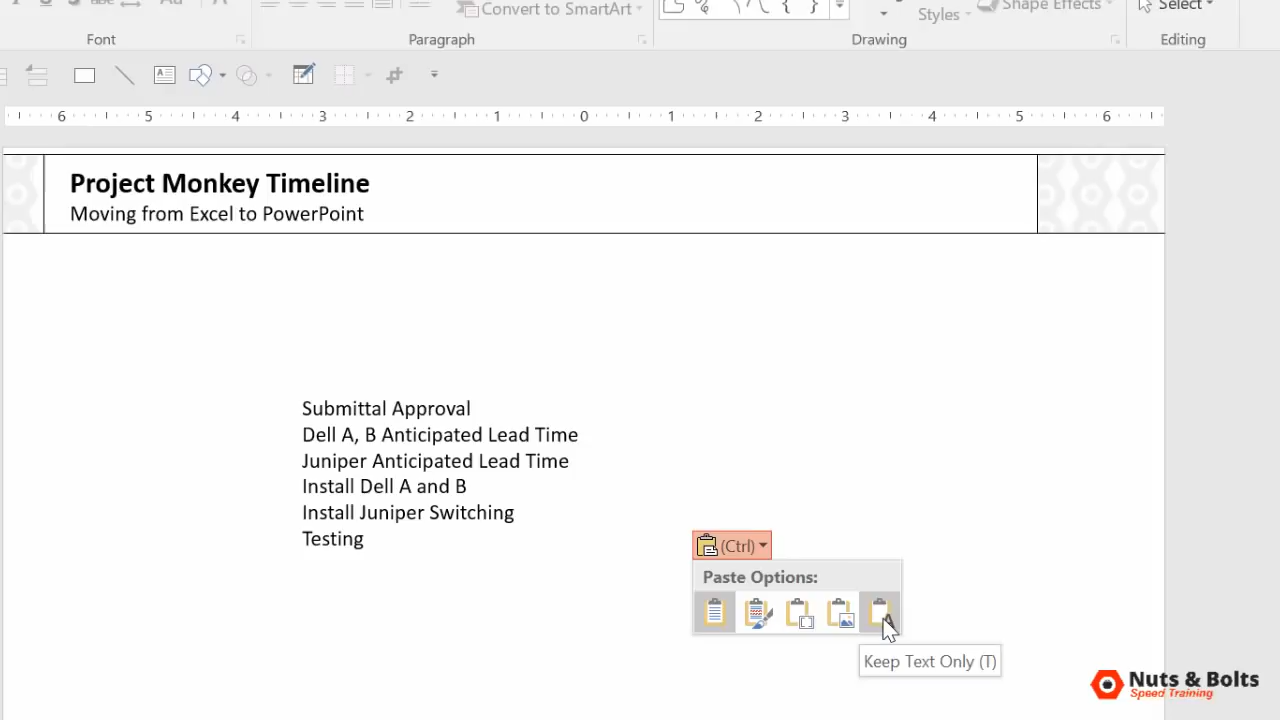 Convert to SmartArt
Styles
Shape Effects
Select
Font
Paragraph
Drawing
Editing
6 5 4 3 2 1 0 1 2 3 4 5 6
Project Monkey Timeline
Moving from Excel to PowerPoint
Submittal Approval
Dell A, B Anticipated Lead Time
Juniper Anticipated Lead Time
Install Dell A and B
Install Juniper Switching
Testing
(Ctrl)
Paste Options:
Keep Text Only (T)
Nuts & Bolts
Speed Training